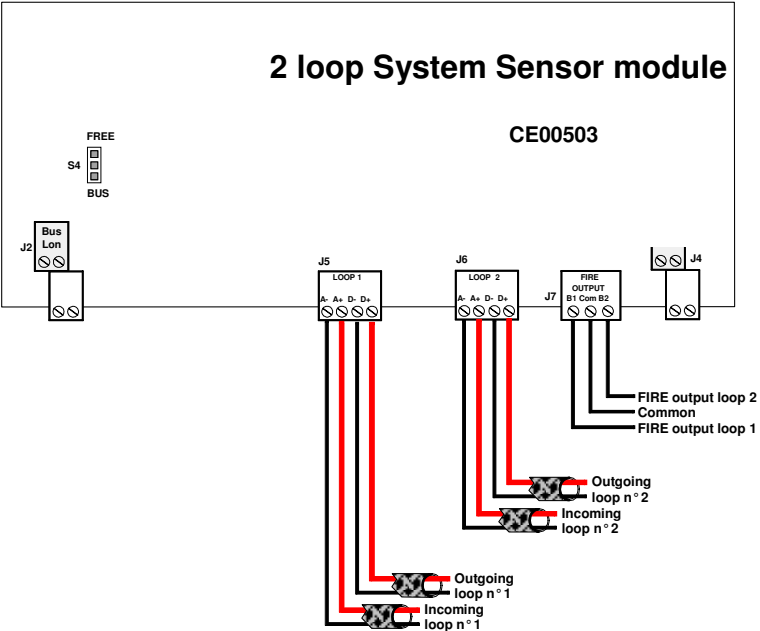 2 loop System Sensor module
CE00503
FREE
S4
BUS
J2
Bus
Lon
J5
LOOP 1
A- A+ D- D+
J6
LOOP 2
A- A+ D- D+
J7
FIRE
OUTPUT
B1 Com B2
J4
FIRE output loop 2
Common
FIRE output loop 1
Outgoing
loop n°2
Incoming
loop n°2
Outgoing
loop n°1
Incoming
loop n°1